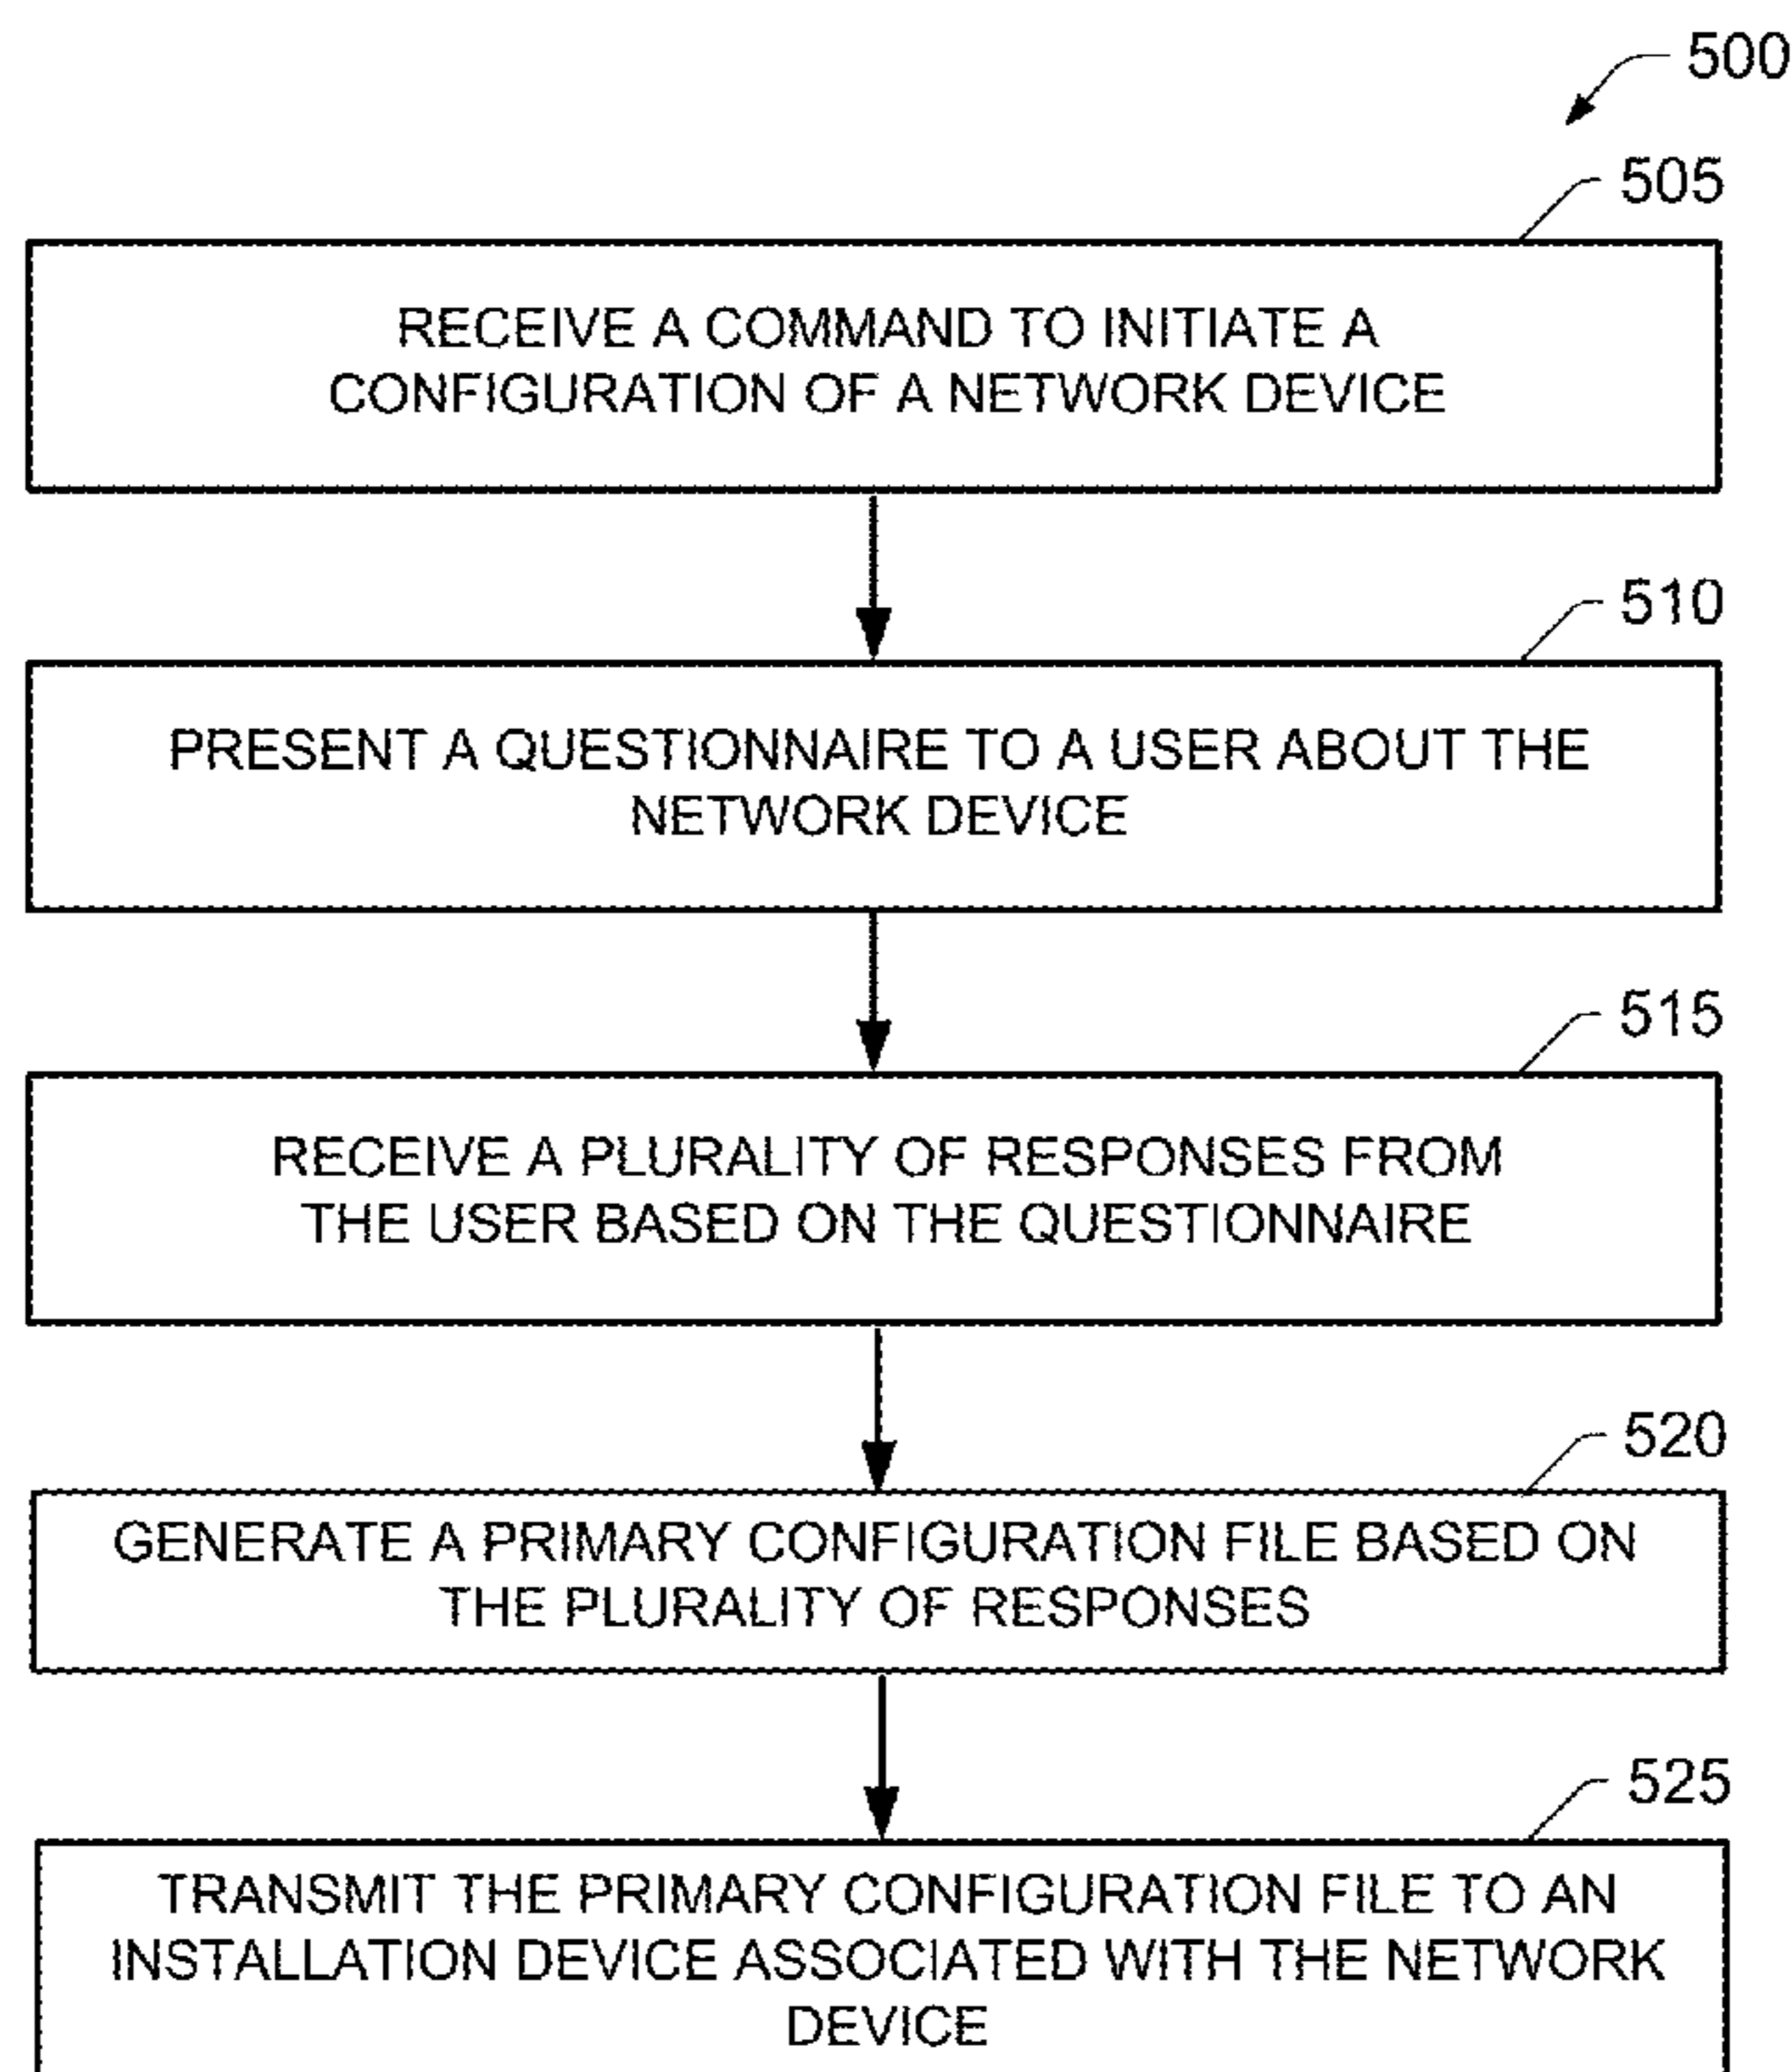 500
505
RECEIVE A COMMAND TO INITIATE A
CONFIGURATION OF A NETWORK DEVICE
510
PRESENT A QUESTIONNAIRE TO A USER ABOUT THE
NETWORK DEVICE
515
RECEIVE A PLURALITY OF RESPONSES FROM
THE USER BASED ON THE QUESTIONNAIRE
520
GENERATE A PRIMARY CONFIGURATION FILE BASED ON
THE PLURALITY OF RESPONSES
525
TRANSMIT THE PRIMARY CONFIGURATION FILE TO AN
INSTALLATION DEVICE ASSOCIATED WITH THE NETWORK
DEVICE